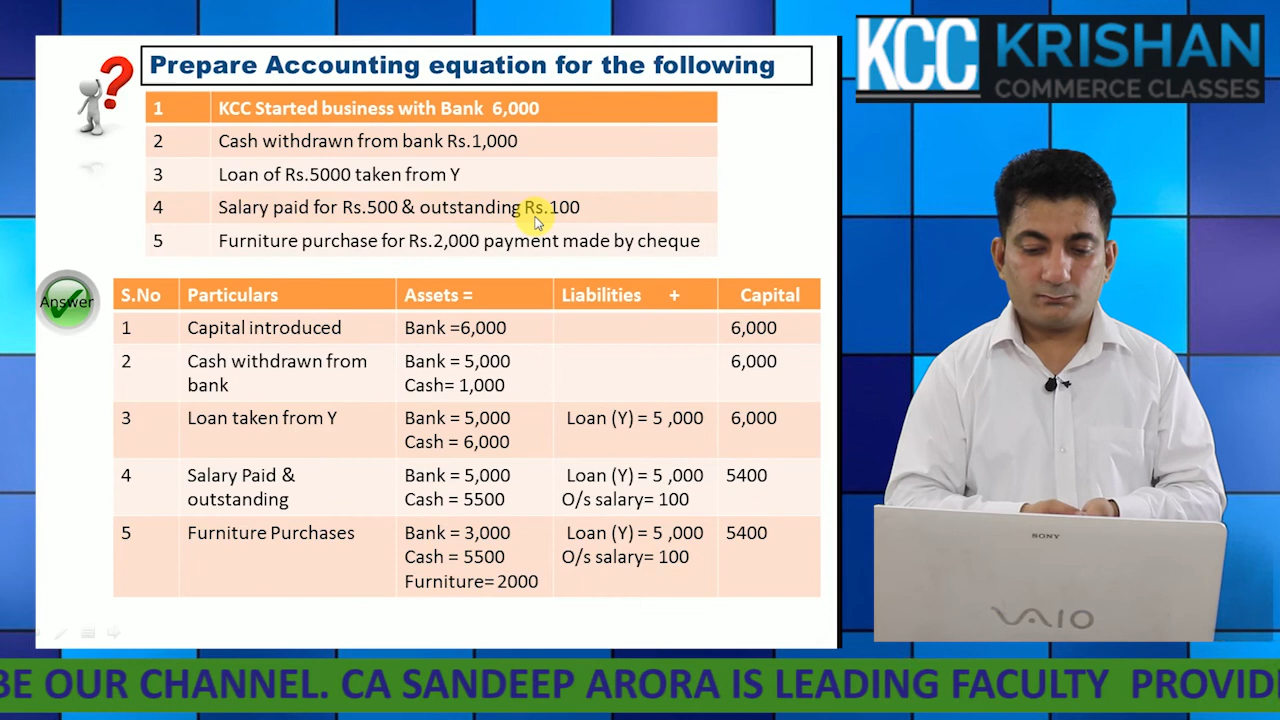 KCC KRISHAN
COMMERCE CLASSES
?
Prepare Accounting equation for the following
1 KCC Started business with Bank 6,000
2 Cash withdrawn from bank Rs.1,000
3 Loan of Rs.5000 taken from Y
4 Salary paid for Rs.500 & outstanding Rs.100
5 Furniture purchase for Rs.2,000 payment made by cheque
Answer
S.No Particulars Assets = Liabilities + Capital
1 Capital introduced Bank =6,000 6,000
2 Cash withdrawn from Bank = 5,000 6,000
bank Cash= 1,000
3 Loan taken from Y Bank = 5,000 Loan (Y) = 5 ,000 6,000
Cash = 6,000
4 Salary Paid & Bank = 5,000 Loan (Y) = 5 ,000 5400
outstanding Cash = 5500 O/s salary= 100
5 Furniture Purchases Bank = 3,000 Loan (Y) = 5 ,000 5400
Cash = 5500 O/s salary= 100
Furniture= 2000
SONY
VAIO
BE OUR CHANNEL. CA SANDEEP ARORA IS LEADING FACULTY PROVID